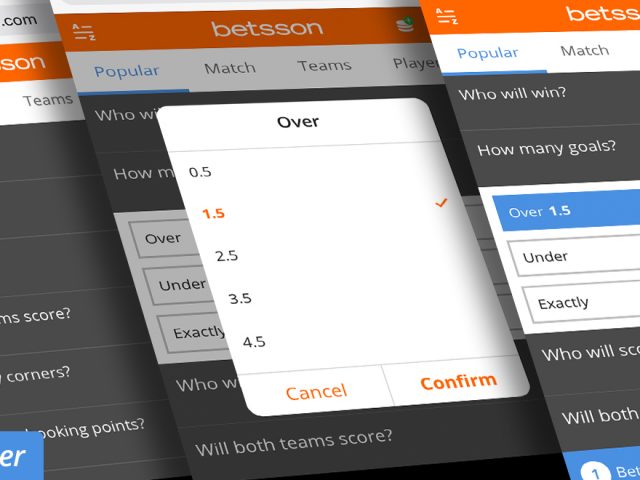 .com
sson
Teams
ms score?
corners?
ooking points?
er
A
Z
betsson
Popular
Match
Teams
Player
Who wi
How m
Over
Under
Exactly
Who w
Will both teams score?
Over
0.5
1.5
2.5
3.5
4.5
Cancel
Confirm
A
Z
betss
Popular
Match
Who will win?
How many goals?
Over 1.5
Under
Exactly
Who will sco
Will both
1 Bet